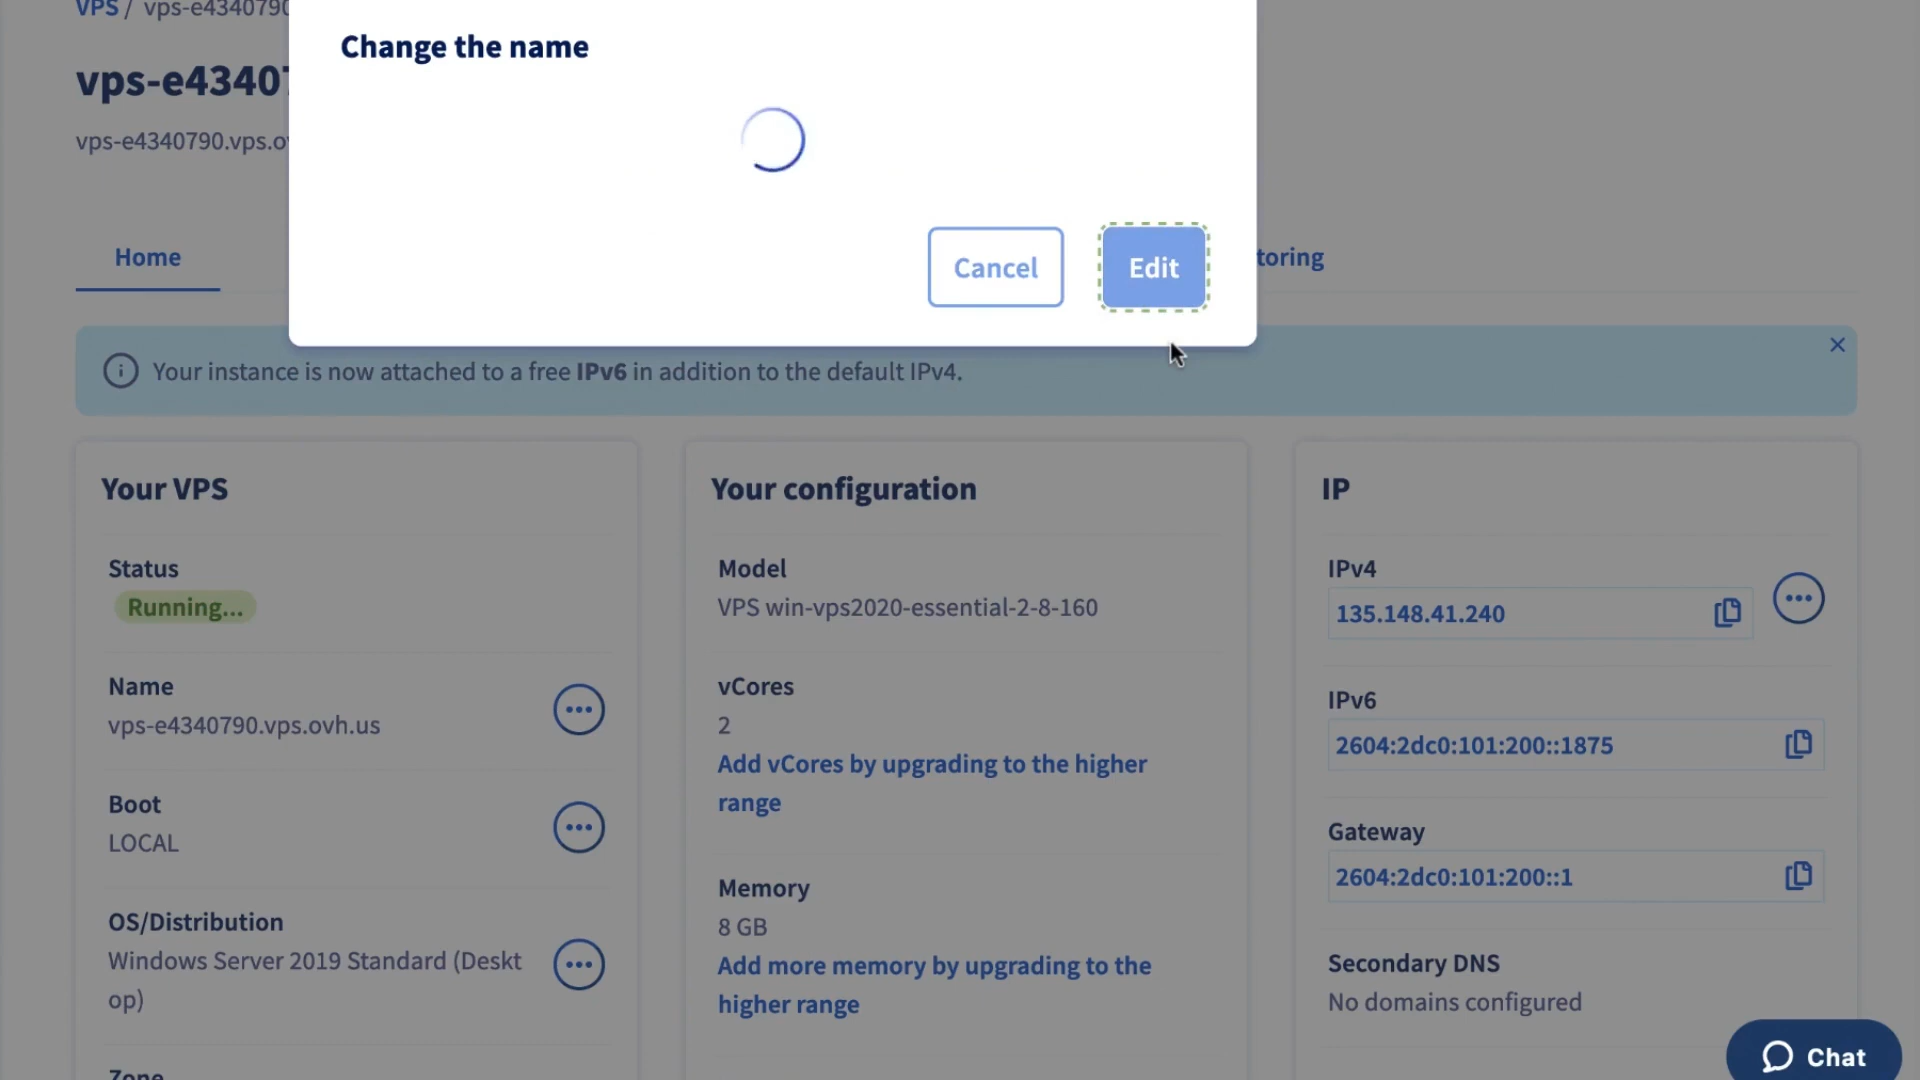 VPS / vps-e4340790
Change the name
vps-e43407
vps-e4340790.vps.ov
Cancel
Edit
Home
toring
Your instance is now attached to a free IPv6 in addition to the default IPv4.
Your VPS
Status
Running...
Name
vps-e4340790.vps.ovh.us
Boot
LOCAL
OS/Distribution
Windows Server 2019 Standard (Deskt
op)
Zone
Your configuration
Model
VPS win-vps2020-essential-2-8-160
vCores
2
Add vCores by upgrading to the higher
range
Memory
8 GB
Add more memory by upgrading to the
higher range
IP
IPv4
135.148.41.240
IPv6
2604:2dc0:101:200::1875
Gateway
2604:2dc0:101:200::1
Secondary DNS
No domains configured
Chat